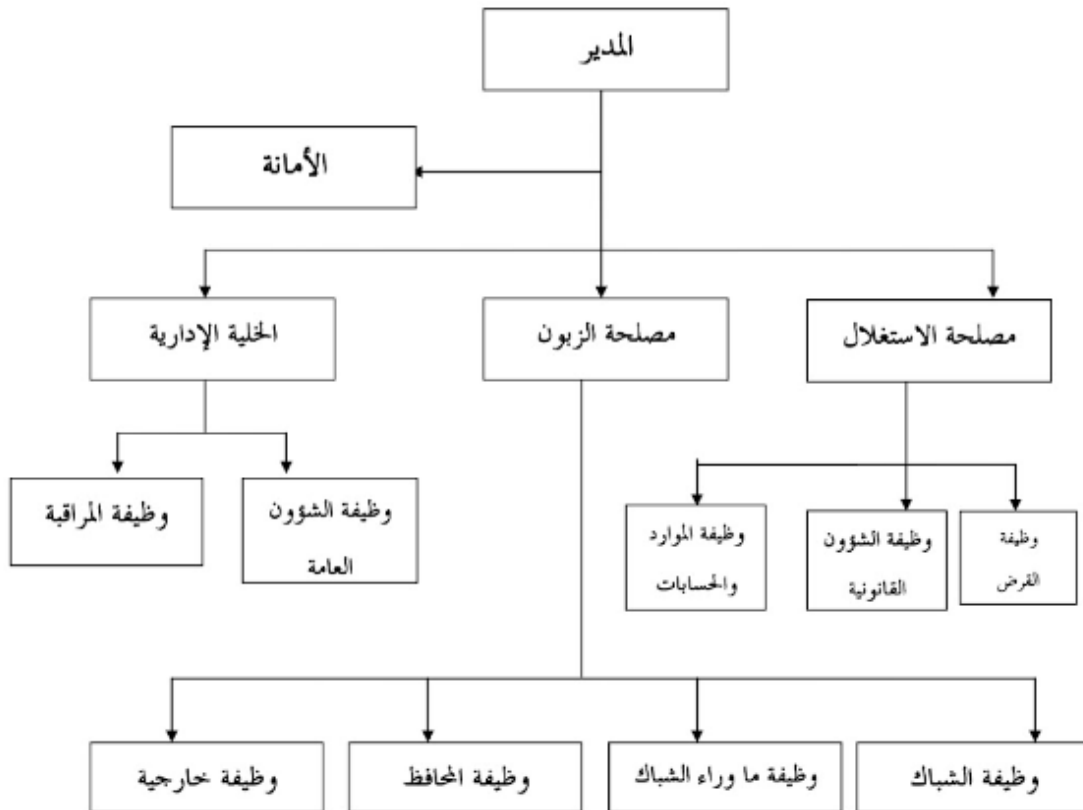 المدير
الأمانة
مصلحة الاستغلال
مصلحة الزبون
الخلية الإدارية
وظيفة
القرض
وظيفة الشؤون
القانونية
وظيفة الموارد
والحسابات
وظيفة الشؤون
العامة
وظيفة المراقبة
وظيفة الشباك
وظيفة ما وراء الشباك
وظيفة المحافظ
وظيفة خارجية